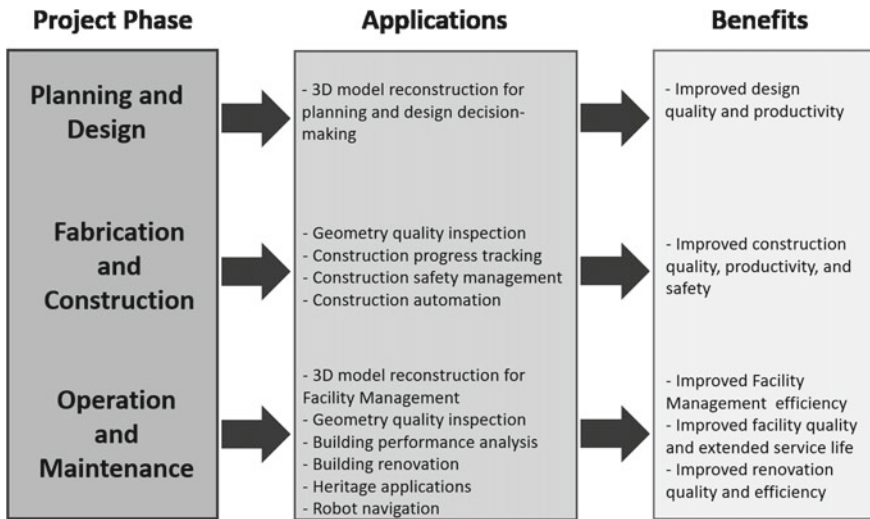 Project Phase
Applications
Benefits
Planning and
Design
- 3D model reconstruction for
planning and design decision-
making
- Improved design
quality and productivity
Fabrication
and
Construction
- Geometry quality inspection
- Construction progress tracking
- Construction safety management
- Construction automation
- Improved construction
quality, productivity, and
safety
Operation
and
Maintenance
- 3D model reconstruction for
Facility Management
- Geometry quality inspection
- Building performance analysis
- Building renovation
- Heritage applications
- Robot navigation
- Improved Facility
Management efficiency
- Improved facility quality
and extended service life
- Improved renovation
quality and efficiency